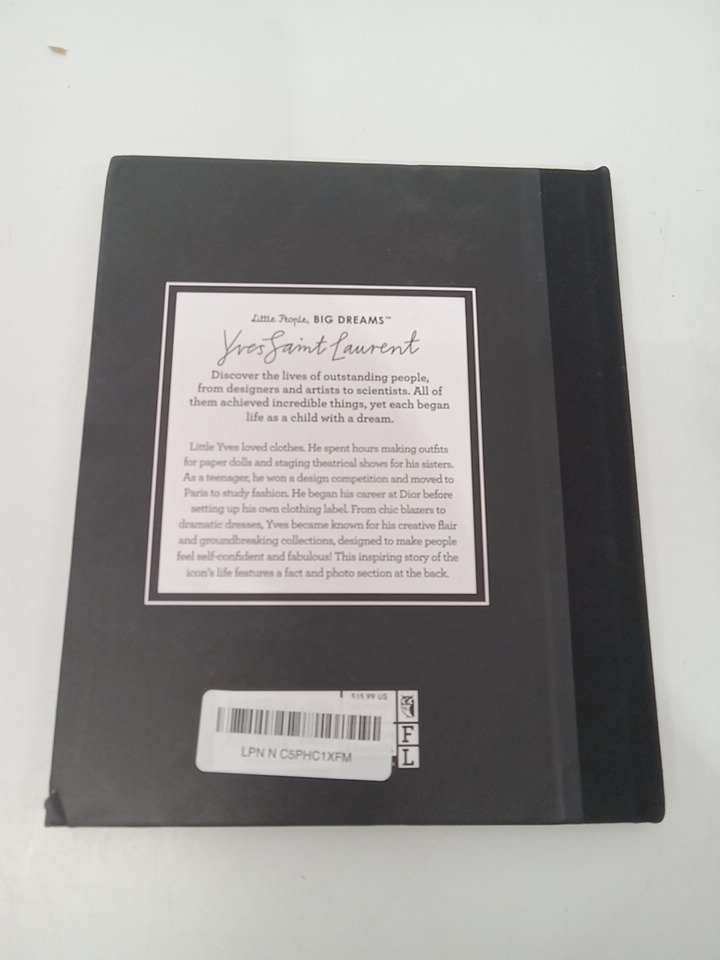 Little People, BIG DREAMS™
Yves Saint Laurent
Discover the lives of outstanding people,
from designers and artists to scientists. All of
them achieved incredible things, yet each began
life as a child with a dream.
Little Yves loved clothes. He spent hours making outfits
for paper dolls and staging theatrical shows for his sisters.
As a teenager, he won a design competition and moved to
Paris to study fashion. He began his career at Dior before
setting up his own clothing label. From chic blazers to
dramatic dresses, Yves became known for his creative flair
and groundbreaking collections, designed to make people
feel self-confident and fabulous! This inspiring story of the
icon's life features a fact and photo section at the back.
US
F
L
LPN N C5PHC1XFM